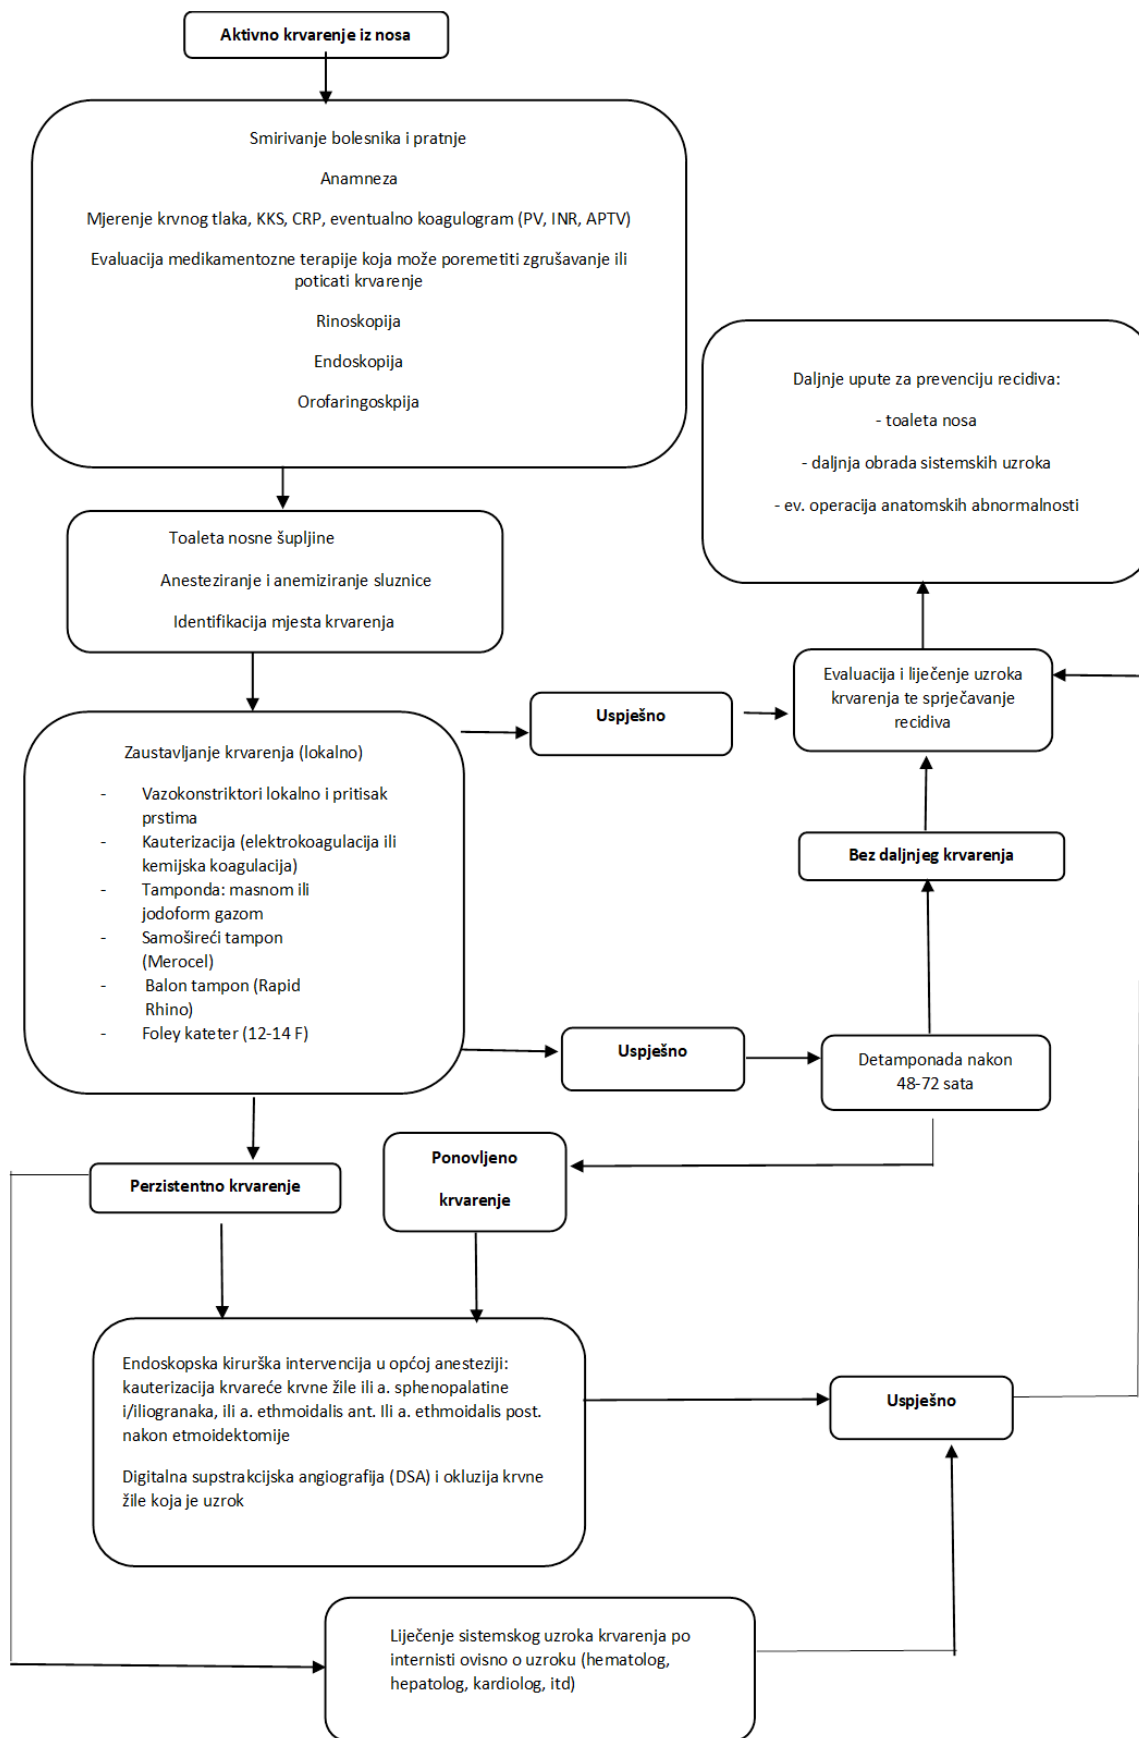 Aktivno krvarenje iz nosa
Smirivanje bolesnika i pratnje
Anamneza
Mjerenje krvnog tlaka, KKS, CRP, eventualno koagulogram (PV, INR, APTV)
Evaluacija medikamentozne terapije koja može poremetiti zgrušavanje ili
poticati krvarenje
Rinoskopija
Endoskopija
Orofaringoskpija
Daljnje upute za prevenciju recidiva:
- toaleta nosa
- daljnja obrada sistemskih uzroka
- ev. operacija anatomskih abnormalnosti
Toaleta nosne šupljine
Anesteziranje i anemiziranje sluznice
Identifikacija mjesta krvarenja
Evaluacija i liječenje uzroka
krvarenja te sprječavanje
recidiva
Uspješno
Zaustavljanje krvarenja (lokalno)
- Vazokonstriktori lokalno i pritisak
prstima
- Kauterizacija (elektrokoagulacija ili
kemijska koagulacija)
- Tamponda: masnom ili
jodoform gazom
- Samošireći tampon
(Merocel)
- Balon tampon (Rapid
Rhino)
- Foley kateter (12-14 F)
Bez daljnjeg krvarenja
Uspješno
Detamponada nakon
48-72 sata
Perzistentno krvarenje
Ponovljeno
krvarenje
Endoskopska kirurška intervencija u općoj anesteziji:
kauterizacija krvareće krvne žile ili a. sphenopalatine
i/iliogranaka, ili a. ethmoidalis ant. Ili a. ethmoidalis post.
nakon etmoidektomije
Digitalna supstrakcijska angiografija (DSA) i okluzija krvne
žile koja je uzrok
Uspješno
Liječenje sistemskog uzroka krvarenja po
internisti ovisno o uzroku (hematolog,
hepatolog, kardiolog, itd)